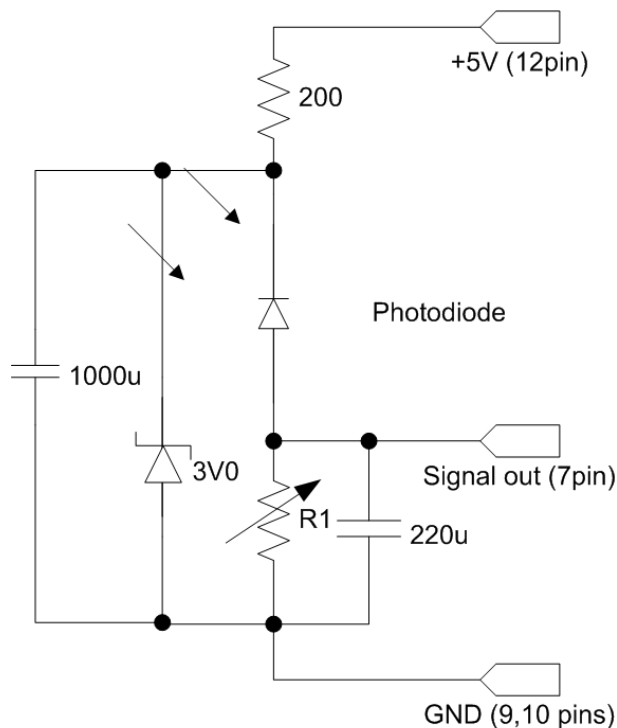 +5V (12pin)
200
Photodiode
1000u
3V0
Signal out (7pin)
R1
220u
GND (9,10 pins)